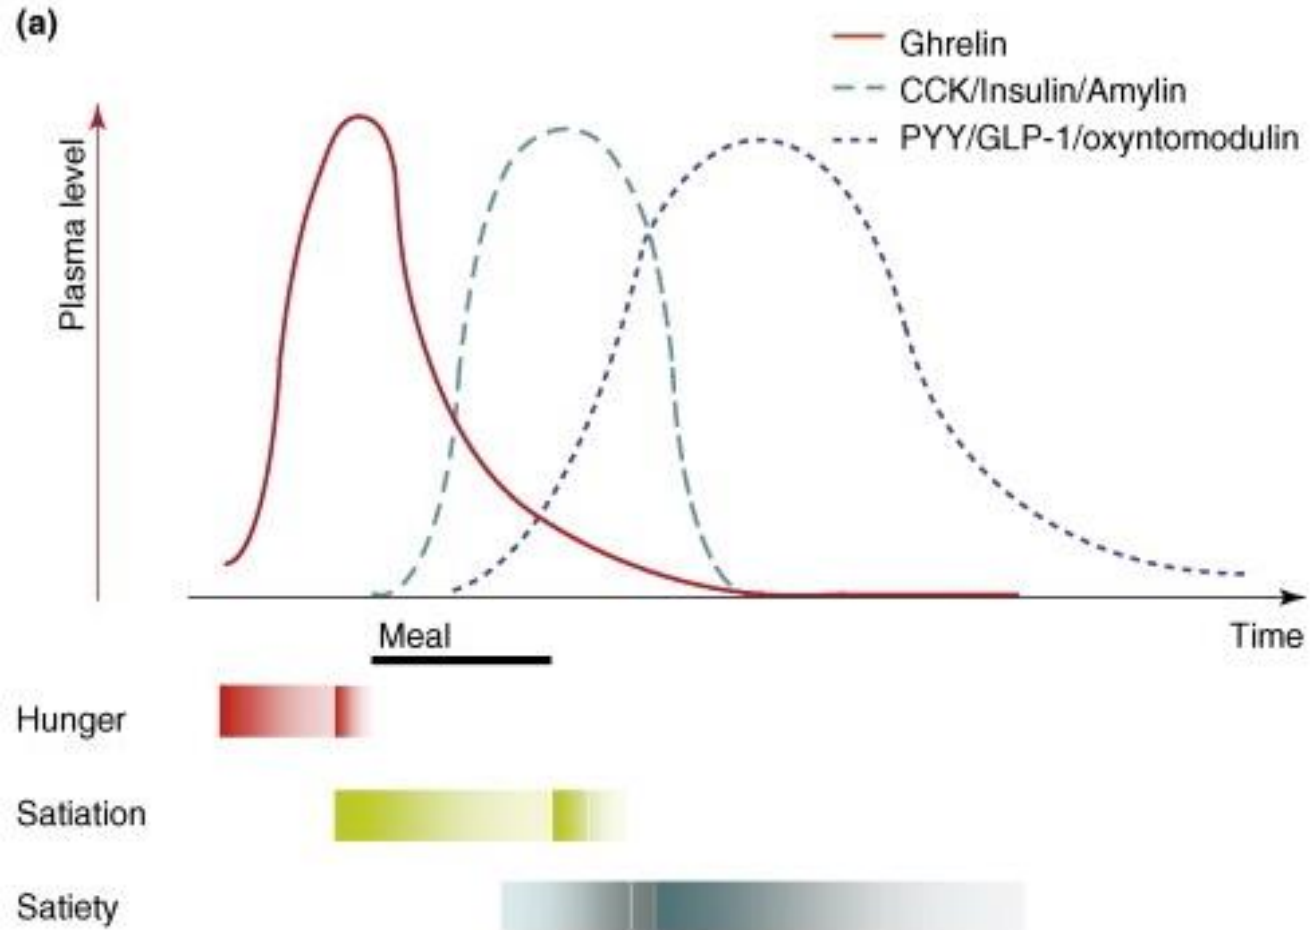 (a)
Ghrelin
CCK/Insulin/Amylin
PYY/GLP-1/oxyntomodulin
Plasma level
Meal
Time
Hunger
Satiation
Satiety